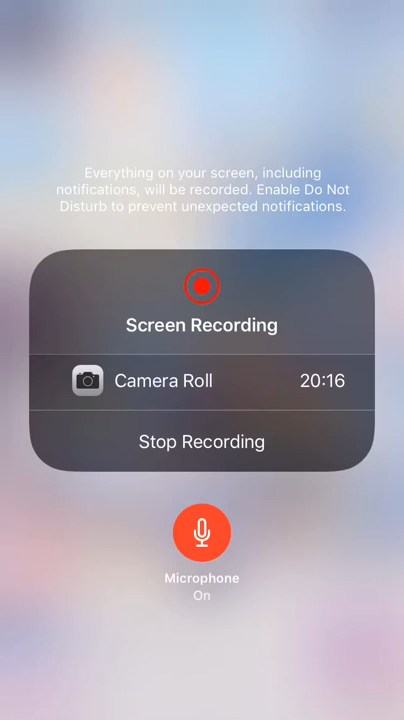 Everything on your screen, including
notifications, will be recorded. Enable Do Not
Disturb to prevent unexpected notifications.
Screen Recording
Camera Roll 20:16
Stop Recording
Microphone
On